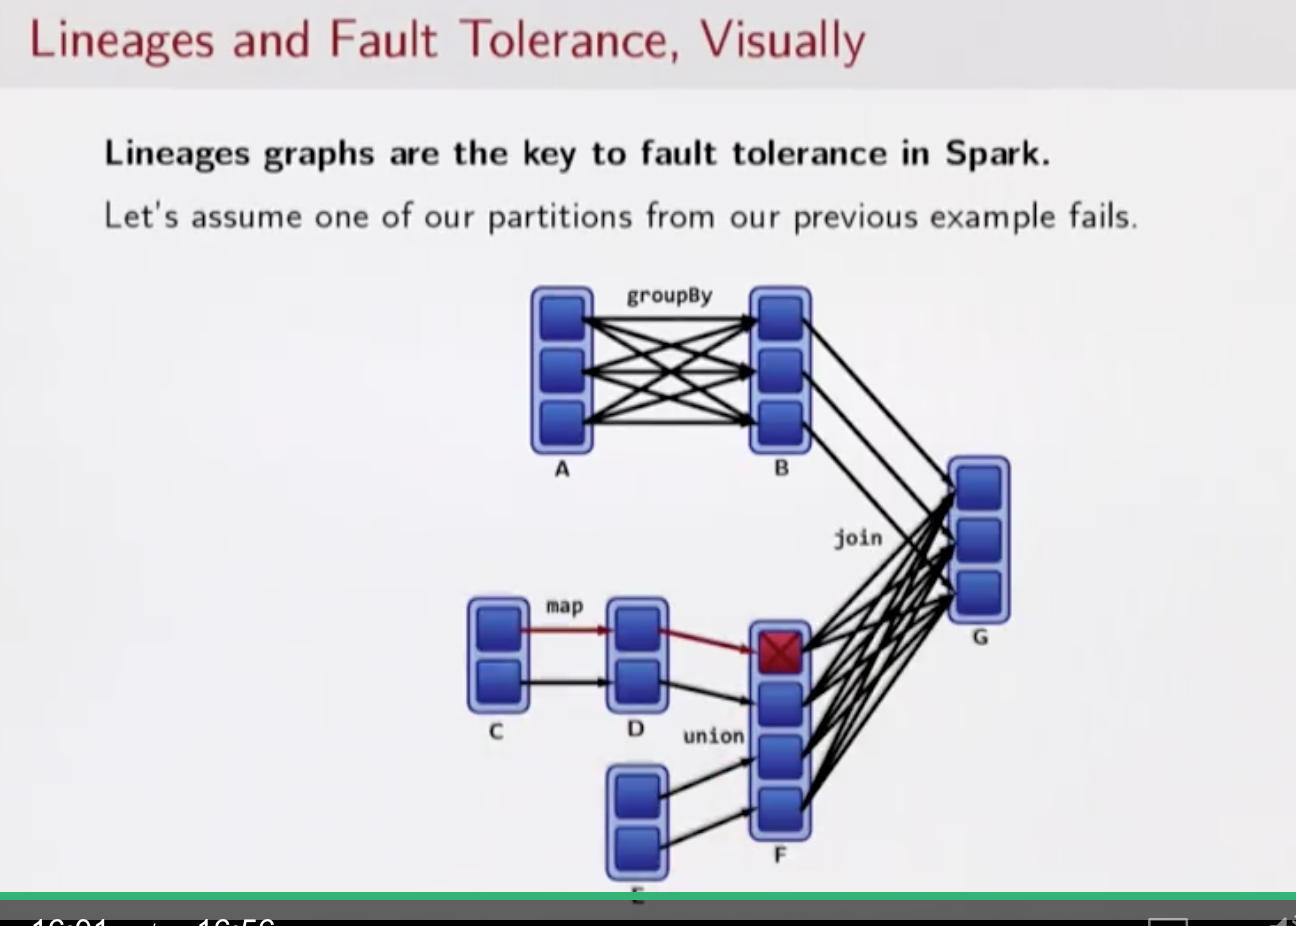 Lineages and Fault Tolerance, Visually
Lineages graphs are the key to fault tolerance in Spark.
Let's assume one of our partitions from our previous example fails.
groupBy
A
B
join
G
map
C
D
union
F
E